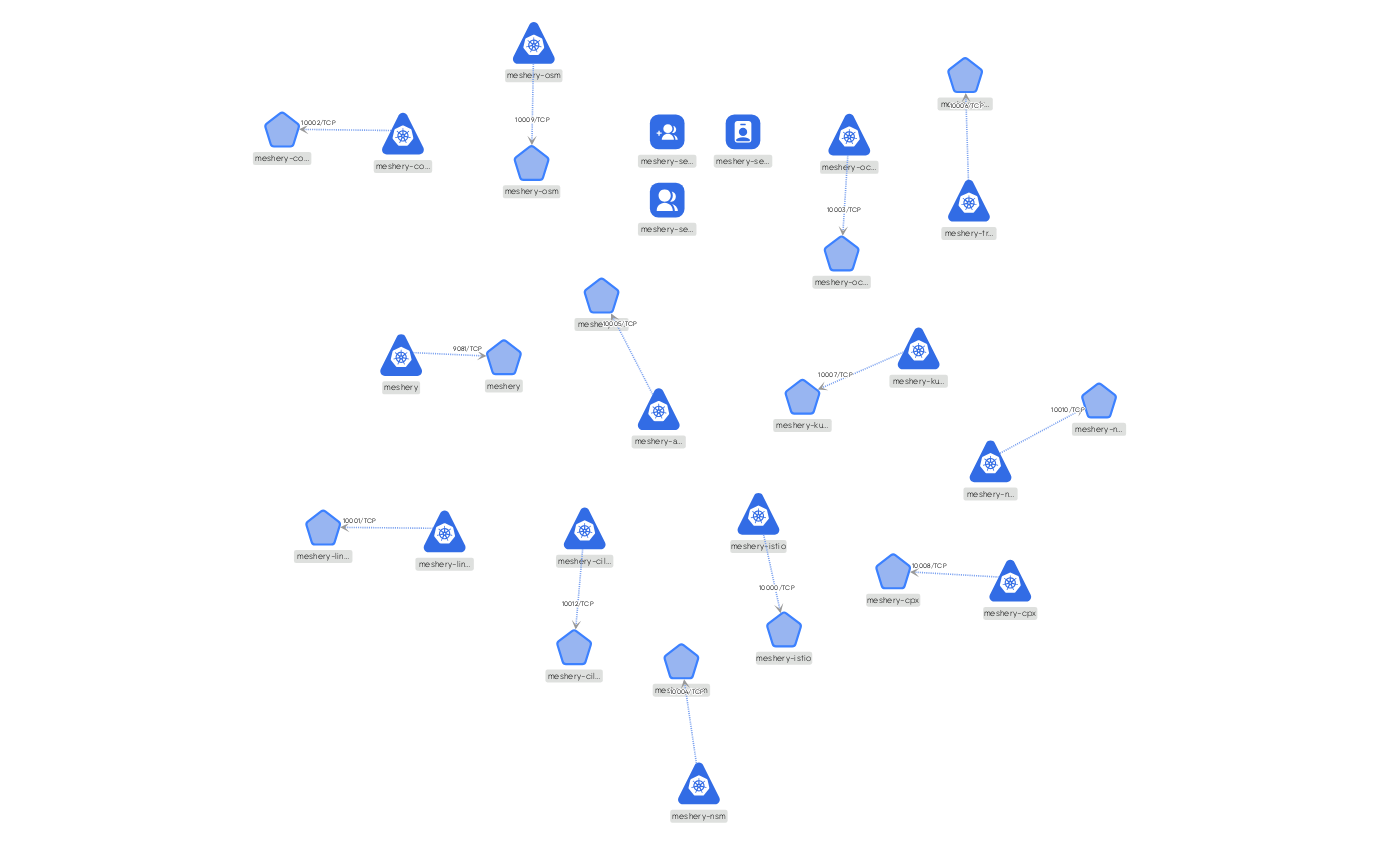 meshery-osm
10009/TCP
meshery-osm
10002/TCP
meshery-co...
meshery-co...
meshery-se...
meshery-se...
meshery-se...
meshery-oc...
10003/TCP
meshery-oc...
10006/TCP
meshery-tr...
10005/TCP
meshery-a...
9081/TCP
meshery
meshery
meshery-ku...
10007/TCP
meshery-ku...
10010/TCP
meshery-n...
meshery-n...
10001/TCP
meshery-lin...
meshery-lin...
meshery-cil...
10012/TCP
meshery-cil...
meshery-istio
10000/TCP
meshery-istio
10008/TCP
meshery-cpx
meshery-cpx
10004/TCP
meshery-nsm